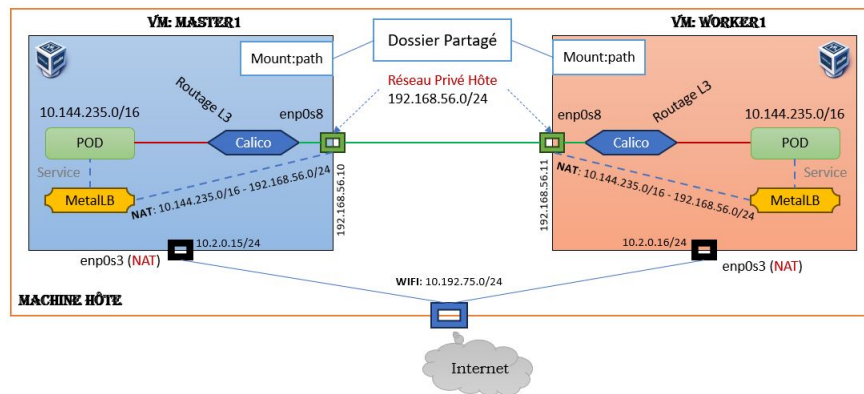 VM: MASTER1
VM: WORKER1
Dossier Partagé
Mount:path
Mount:path
Réseau Privé Hôte
192.168.56.0/24
Routage L3
enp0s8
enp0s8
Routage L3
10.144.235.0/16
10.144.235.0/16
POD
Calico
Calico
POD
Service
Service
MetalLB
MetalLB
NAT: 10.144.235.0/16 - 192.168.56.0/24
192.168.56.10
192.168.56.11
NAT: 10.144.235.0/16 - 192.168.56.0/24
10.2.0.15/24
10.2.0.16/24
enp0s3 (NAT)
enp0s3 (NAT)
WIFI: 10.192.75.0/24
MACHINE HÔTE
Internet